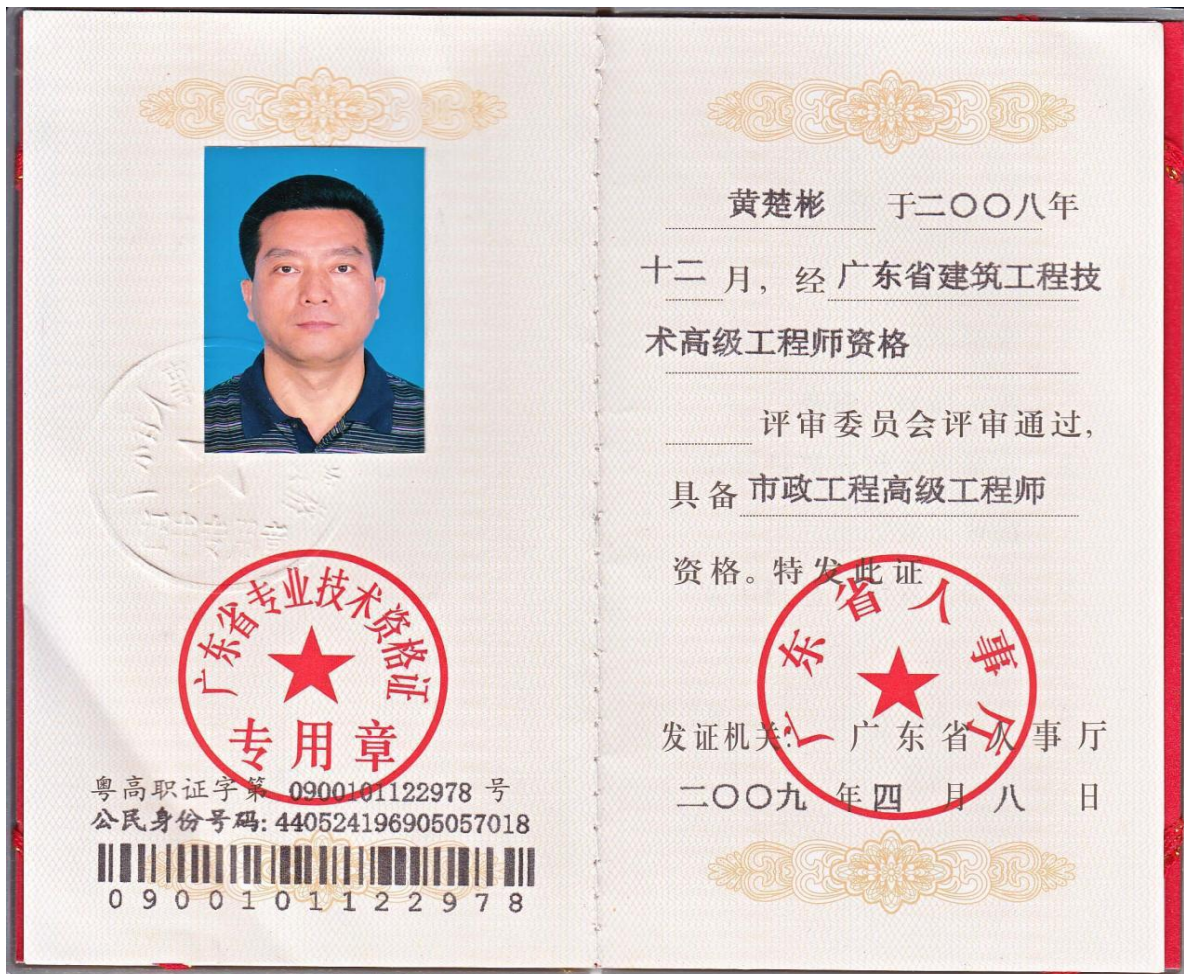 广东省专业技术资格证
专用章
粤高职证字第 0900101122978 号
公民身份号码: 440524196905057018
0900101122978
黄楚彬 于二〇〇八年
十二月, 经广东省建筑工程技
术高级工程师资格
评审委员会评审通过,
具备市政工程高级工程师
资格。特发此证
广东省人事厅
发证机关: 广东省人事厅
二〇〇九年四月八日